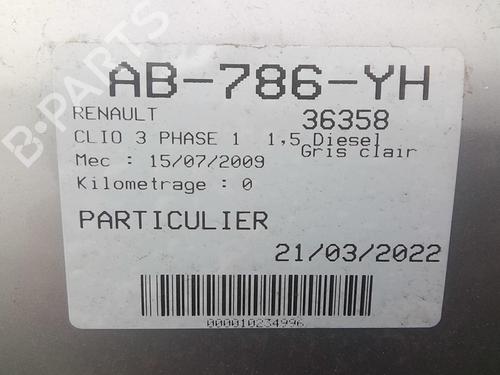 AB-786-YH
RENAULT 36358
CLIO 3 PHASE 1 1,5 Diesel
Gris clair
Mec : 15/07/2009
Kilometrage : 0
PARTICULIER
21/03/2022
000010234996
B-PARTS